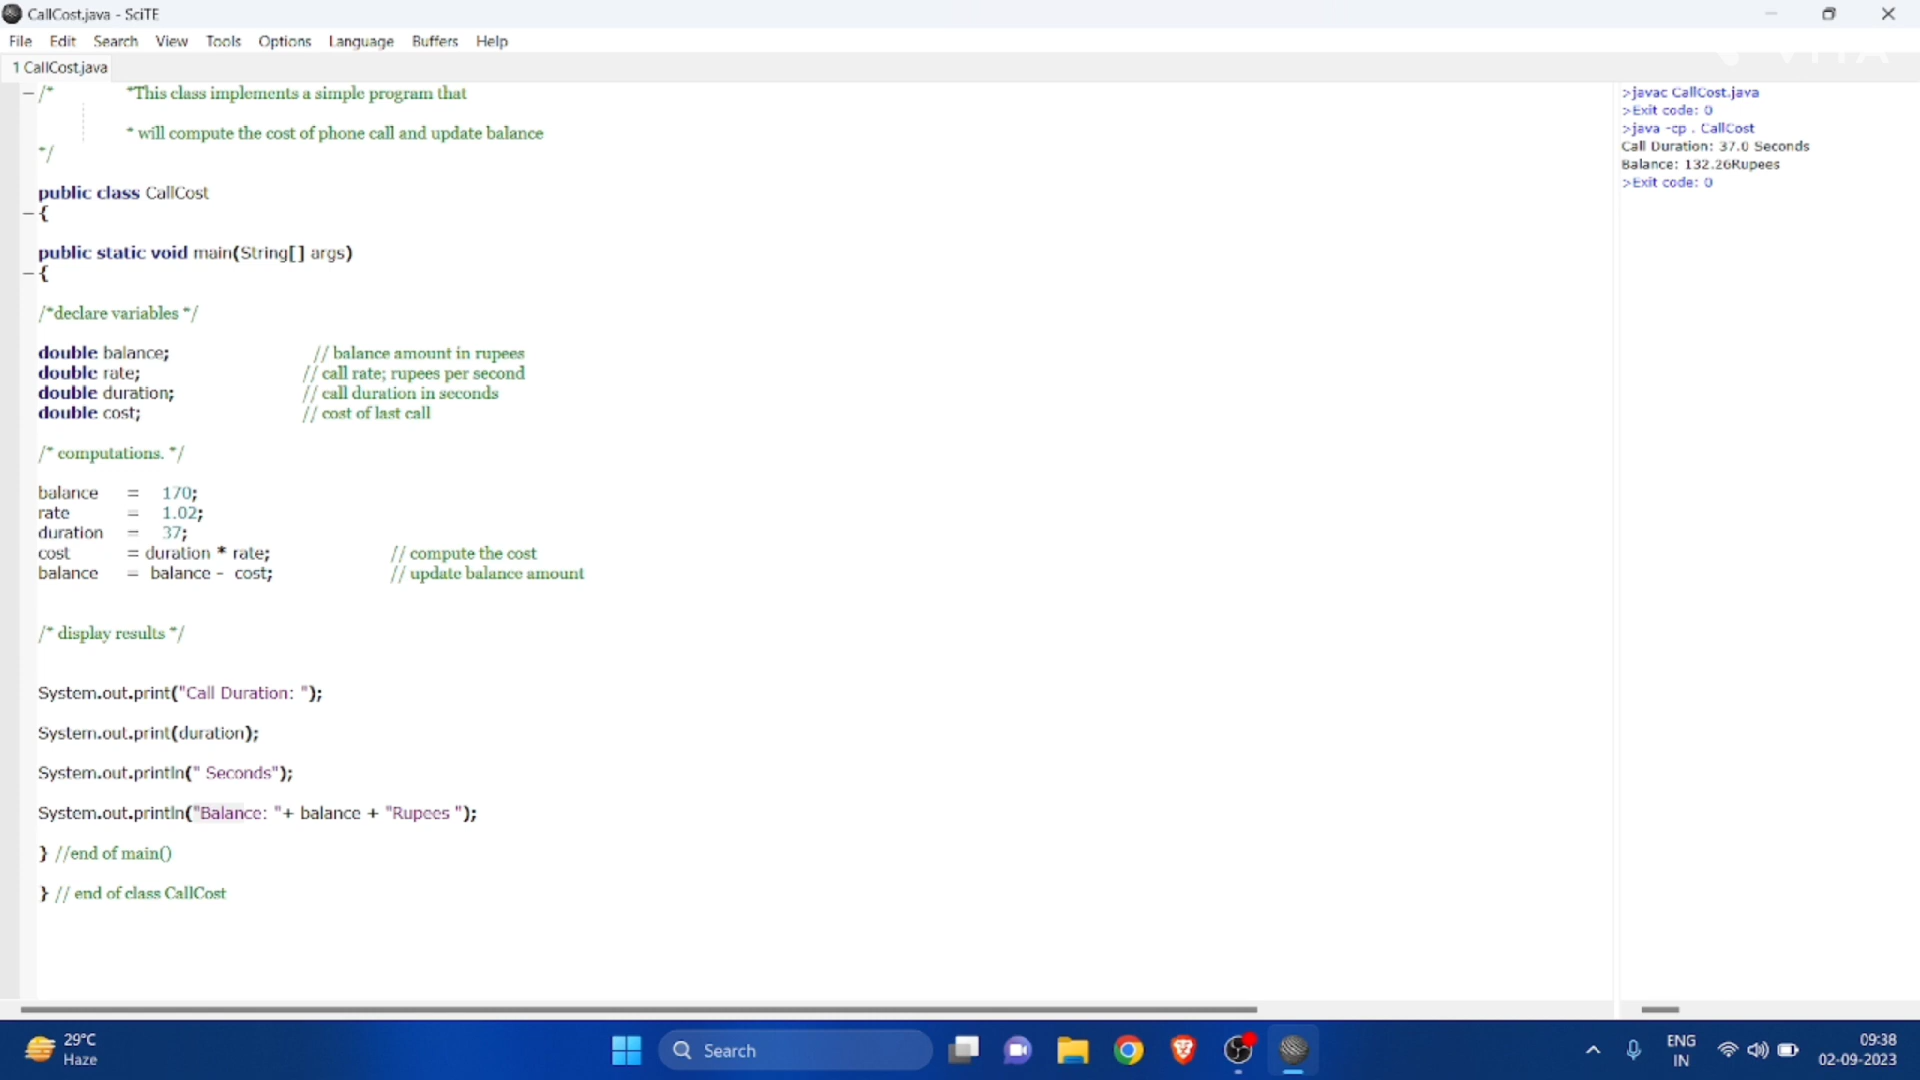 CallCost.java - SciTE
File Edit Search View Tools Options Language Buffers Help
1 CallCost.java
/* *This class implements a simple program that
* will compute the cost of phone call and update balance
*/
public class CallCost
{
public static void main(String[] args)
{
/*declare variables */
double balance; // balance amount in rupees
double rate; // call rate; rupees per second
double duration; // call duration in seconds
double cost; // cost of last call
/* computations. */
balance = 170;
rate = 1.02;
duration = 37;
cost = duration * rate; // compute the cost
balance = balance - cost; // update balance amount
/* display results */
System.out.print("Call Duration: ");
System.out.print(duration);
System.out.println(" Seconds");
System.out.println("Balance: "+ balance + "Rupees ");
} //end of main()
} // end of class CallCost
>javac CallCost.java
>Exit code: 0
>java -cp . CallCost
Call Duration: 37.0 Seconds
Balance: 132.26Rupees
>Exit code: 0
29°C
Haze
Search
ENG
IN
09:38
02-09-2023